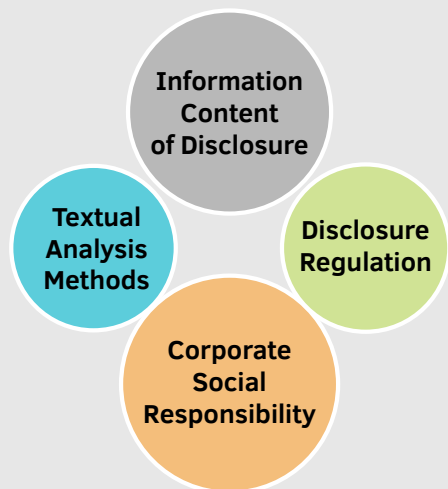 Information
Content
of Disclosure
Textual
Analysis
Methods
Disclosure
Regulation
Corporate
Social
Responsibility